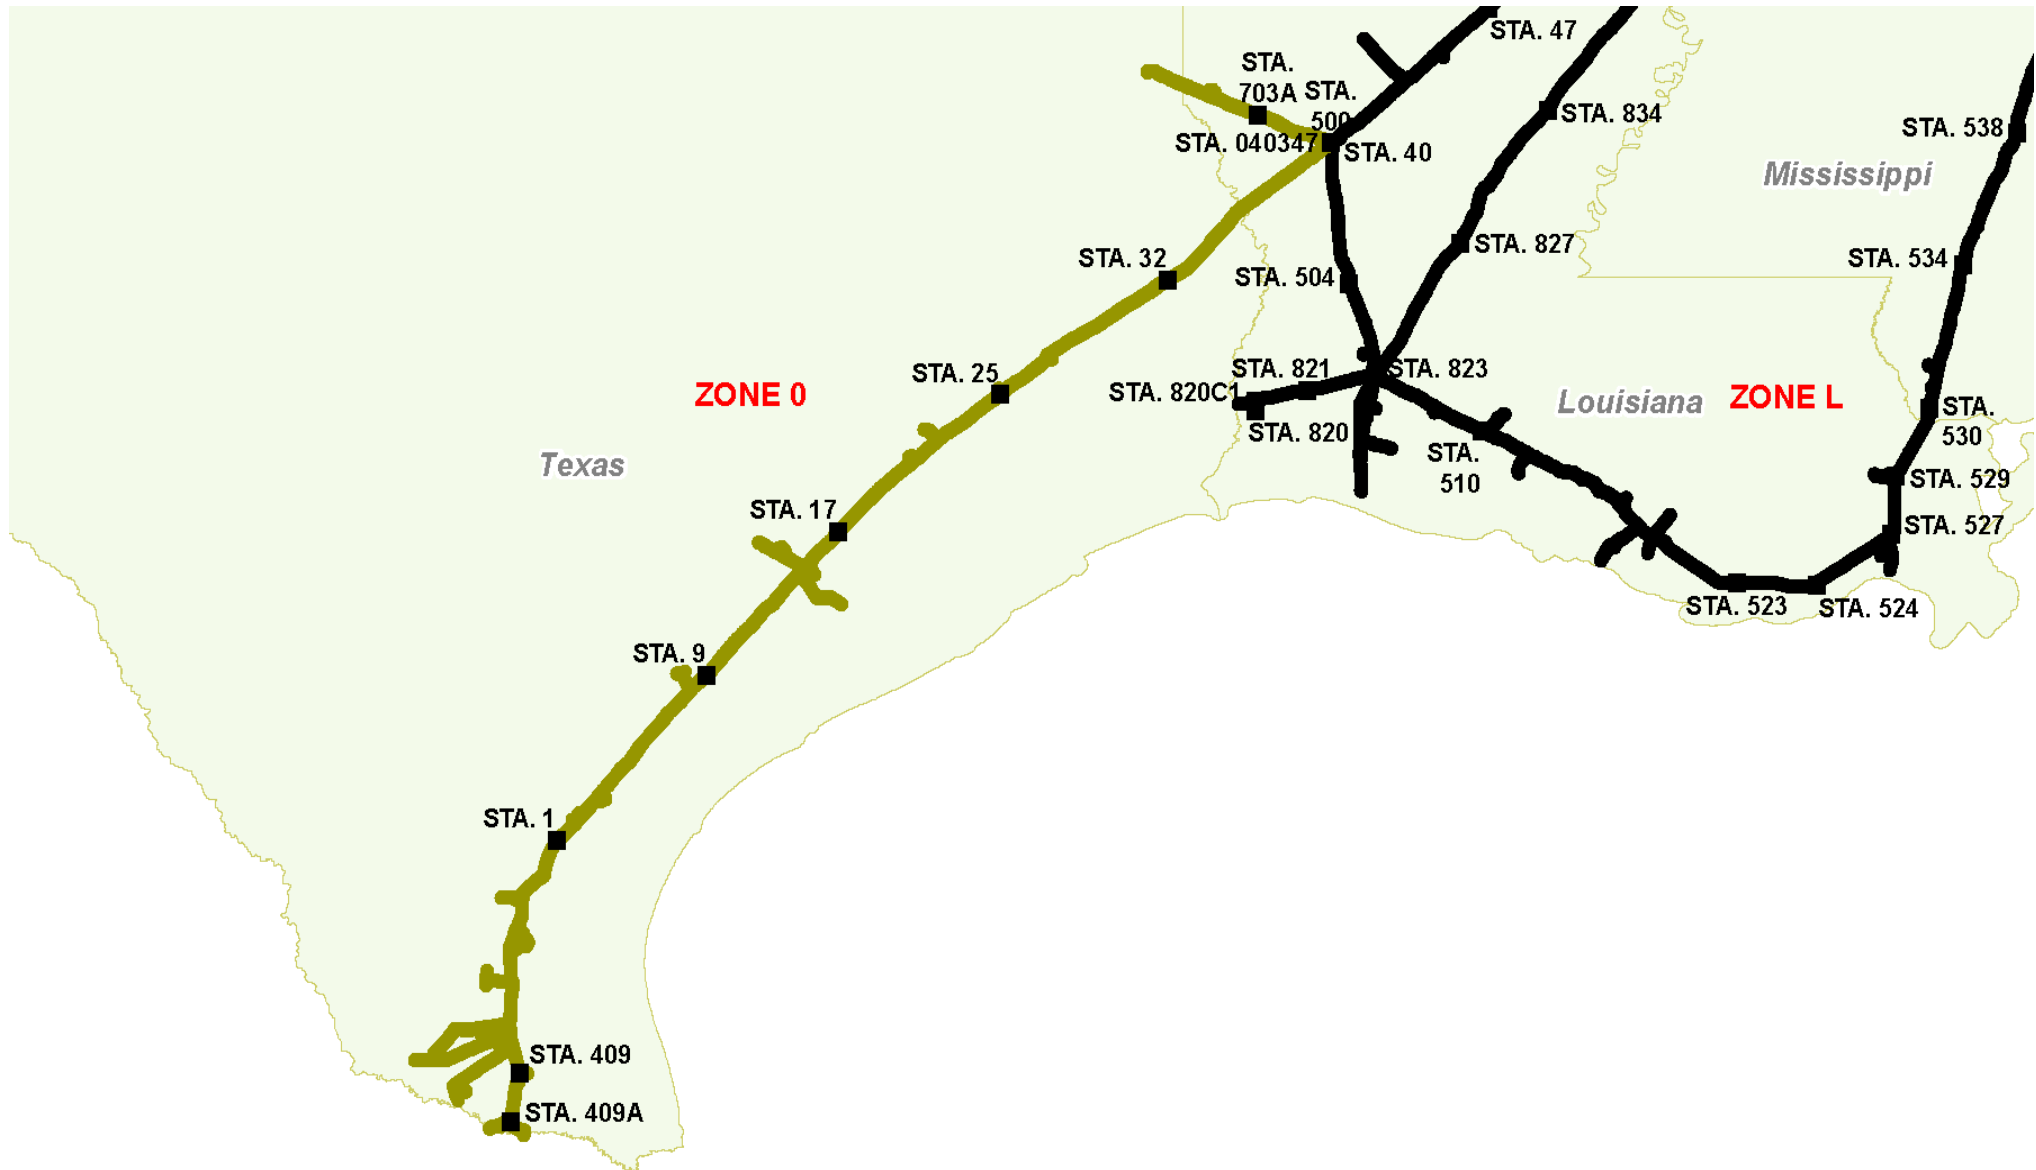 STA. 47
STA.
703A
STA.
500
STA. 040347
STA. 40
STA. 834
STA. 538
Mississippi
STA. 827
STA. 534
STA. 32
STA. 504
STA. 25
ZONE 0
STA. 821
STA. 823
STA. 820C1
STA. 820
Louisiana
ZONE L
STA.
530
STA.
510
Texas
STA. 529
STA. 17
STA. 527
STA. 523
STA. 524
STA. 9
STA. 1
STA. 409
STA. 409A